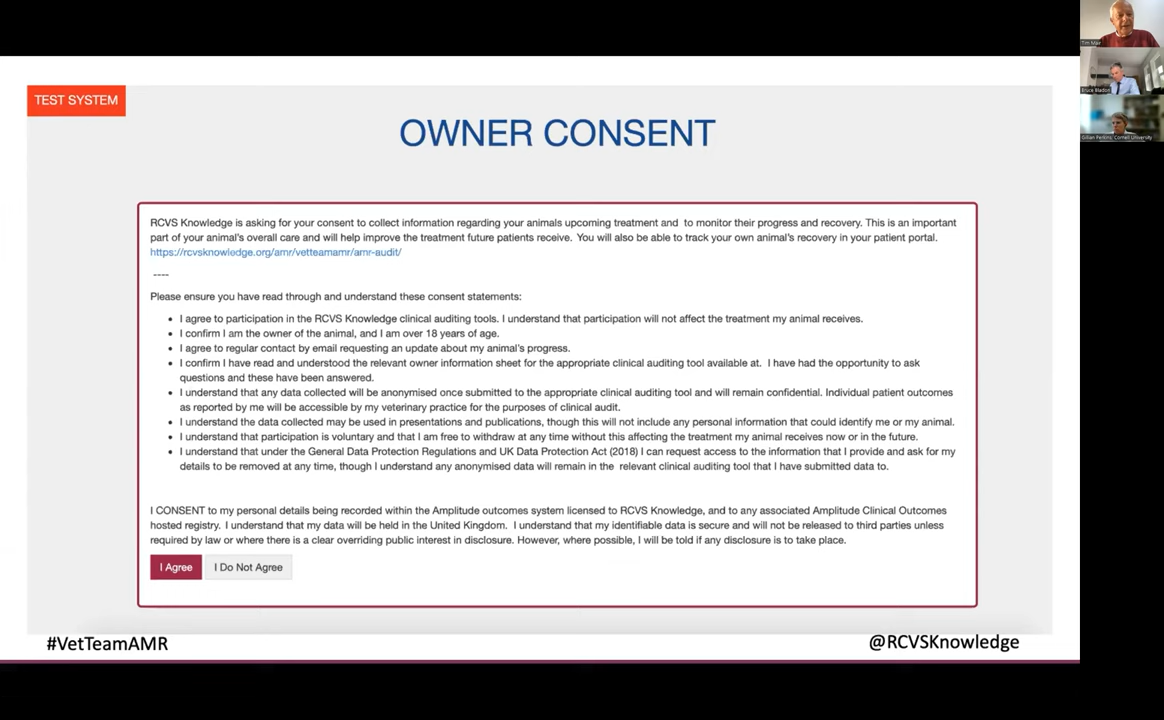 TEST SYSTEM
OWNER CONSENT
RCVS Knowledge is asking for your consent to collect information regarding your animals upcoming treatment and to monitor their progress and recovery. This is an important
part of your animal's overall care and will help improve the treatment future patients receive. You will also be able to track your own animal's recovery in your patient portal.
https://rcvsknowledge.org/amr/vetteamamr/amr-audit/
----
Please ensure you have read through and understand these consent statements:
• I agree to participation in the RCVS Knowledge clinical auditing tools. I understand that participation will not affect the treatment my animal receives.
• I confirm I am the owner of the animal, and I am over 18 years of age.
• I agree to regular contact by email requesting an update about my animal's progress.
• I confirm I have read and understood the relevant owner information sheet for the appropriate clinical auditing tool available at. I have had the opportunity to ask
questions and these have been answered.
• I understand that any data collected will be anonymised once submitted to the appropriate clinical auditing tool and will remain confidential. Individual patient outcomes
as reported by me will be accessible by my veterinary practice for the purposes of clinical audit.
• I understand the data collected may be used in presentations and publications, though this will not include any personal information that could identify me or my animal.
• I understand that participation is voluntary and that I am free to withdraw at any time without this affecting the treatment my animal receives now or in the future.
• I understand that under the General Data Protection Regulations and UK Data Protection Act (2018) I can request access to the information that I provide and ask for my
details to be removed at any time, though I understand any anonymised data will remain in the relevant clinical auditing tool that I have submitted data to.
I CONSENT to my personal details being recorded within the Amplitude outcomes system licensed to RCVS Knowledge, and to any associated Amplitude Clinical Outcomes
hosted registry. I understand that my data will be held in the United Kingdom. I understand that my identifiable data is secure and will not be released to third parties unless
required by law or where there is a clear overriding public interest in disclosure. However, where possible, I will be told if any disclosure is to take place.
I Agree I Do Not Agree
#VetTeamAMR
@RCVSKnowledge
Tim Mair
Bruce Bladon
Gillian Perkins, Cornell University